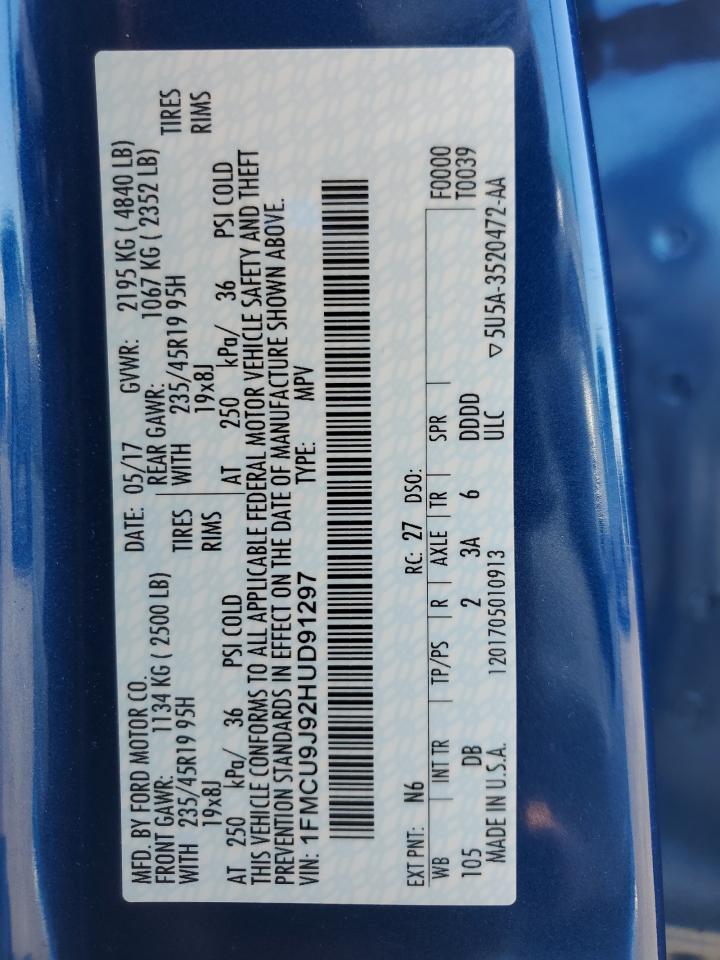 MFD. BY FORD MOTOR CO. DATE: 05/17 GVWR: 2195 KG ( 4840 LB)
FRONT GAWR: 1134 KG ( 2500 LB) REAR GAWR: 1067 KG ( 2352 LB)
WITH 235/45R19 95H TIRES WITH 235/45R19 95H TIRES
19x8J RIMS 19x8J RIMS
AT 250 kPa/ 36 PSI COLD AT 250 kPa/ 36 PSI COLD
THIS VEHICLE CONFORMS TO ALL APPLICABLE FEDERAL MOTOR VEHICLE SAFETY AND THEFT
PREVENTION STANDARDS IN EFFECT ON THE DATE OF MANUFACTURE SHOWN ABOVE.
VIN: 1FMCU9J92HUD91297 TYPE: MPV
EXT PNT: N6 RC: 27 DSO: F0000
WB INT TR TP/PS R AXLE TR SPR T0039
105 DB 2 3A 6 DDDD
MADE IN U.S.A. 1201705010913 ULC ▽5U5A-3520472-AA